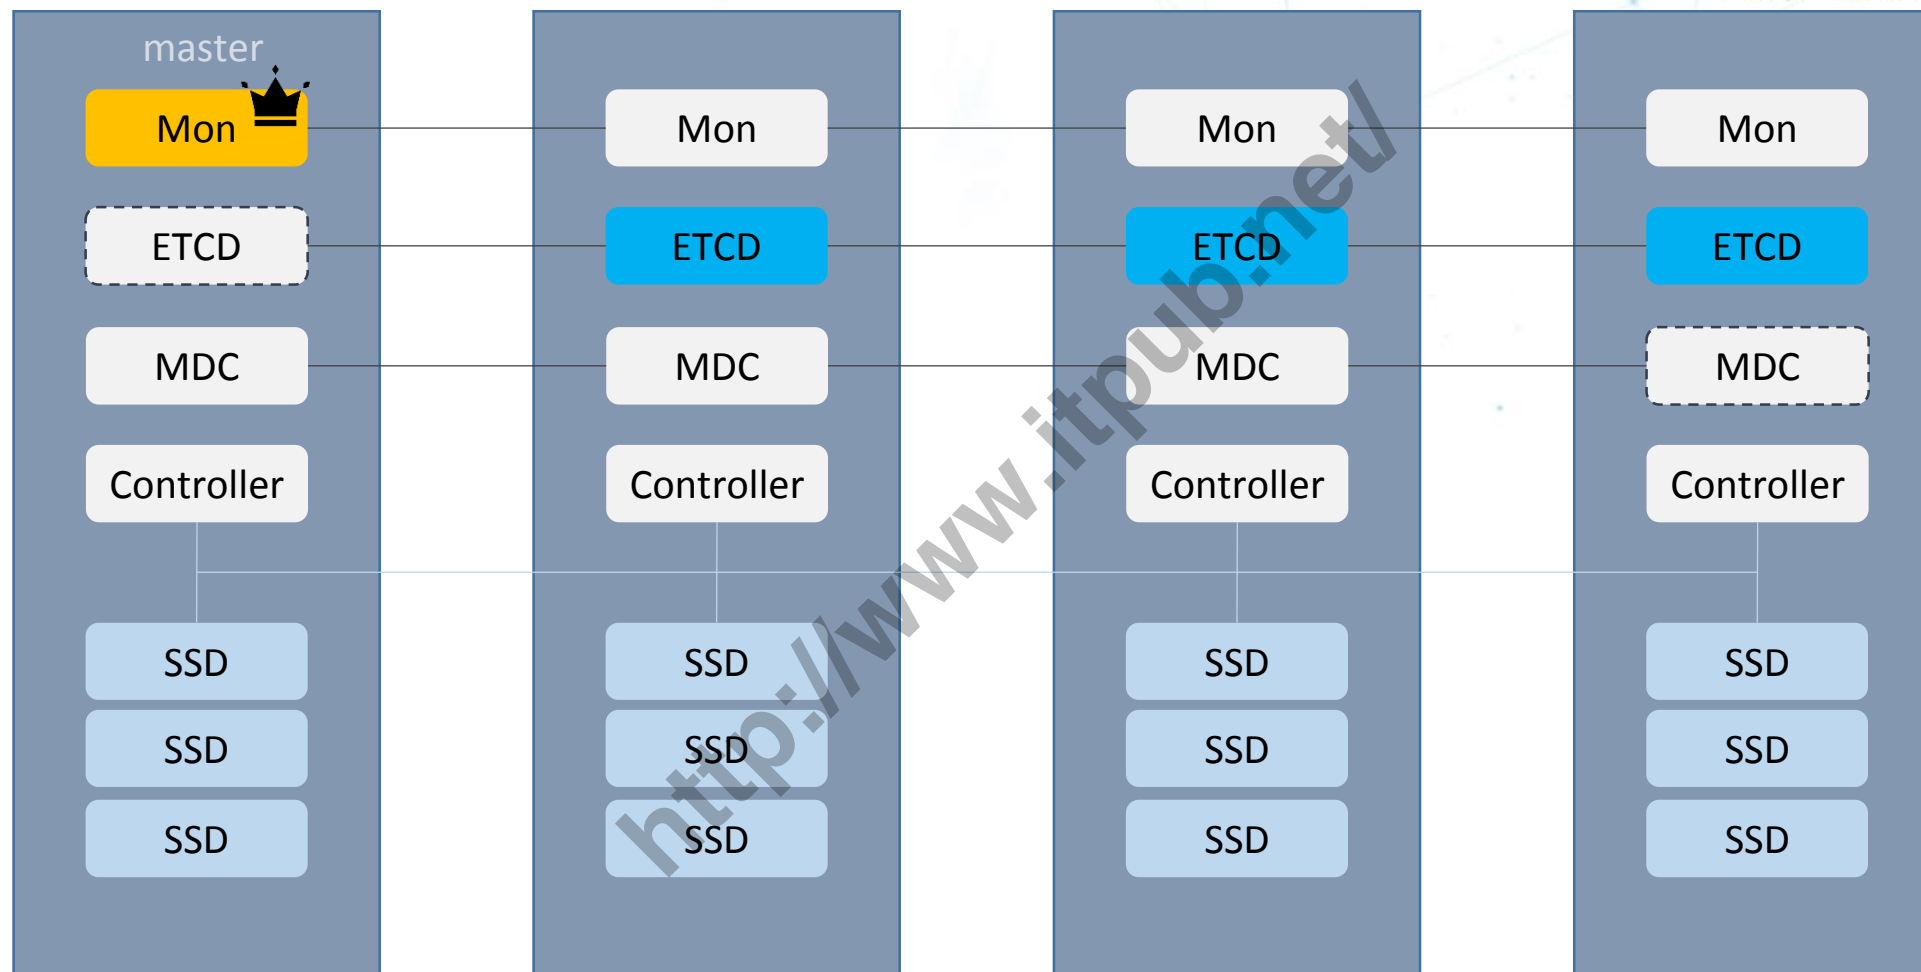 master
Mon
Mon
Mon
Mon
ETCD
ETCD
ETCD
ETCD
MDC
MDC
MDC
MDC
Controller
Controller
Controller
Controller
SSD
SSD
SSD
SSD
SSD
SSD
SSD
SSD
SSD
SSD
SSD
SSD
http://www.itpub.net/